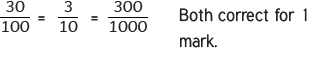 30/100 = 3/10 = 300/1000 Both correct for 1
mark.